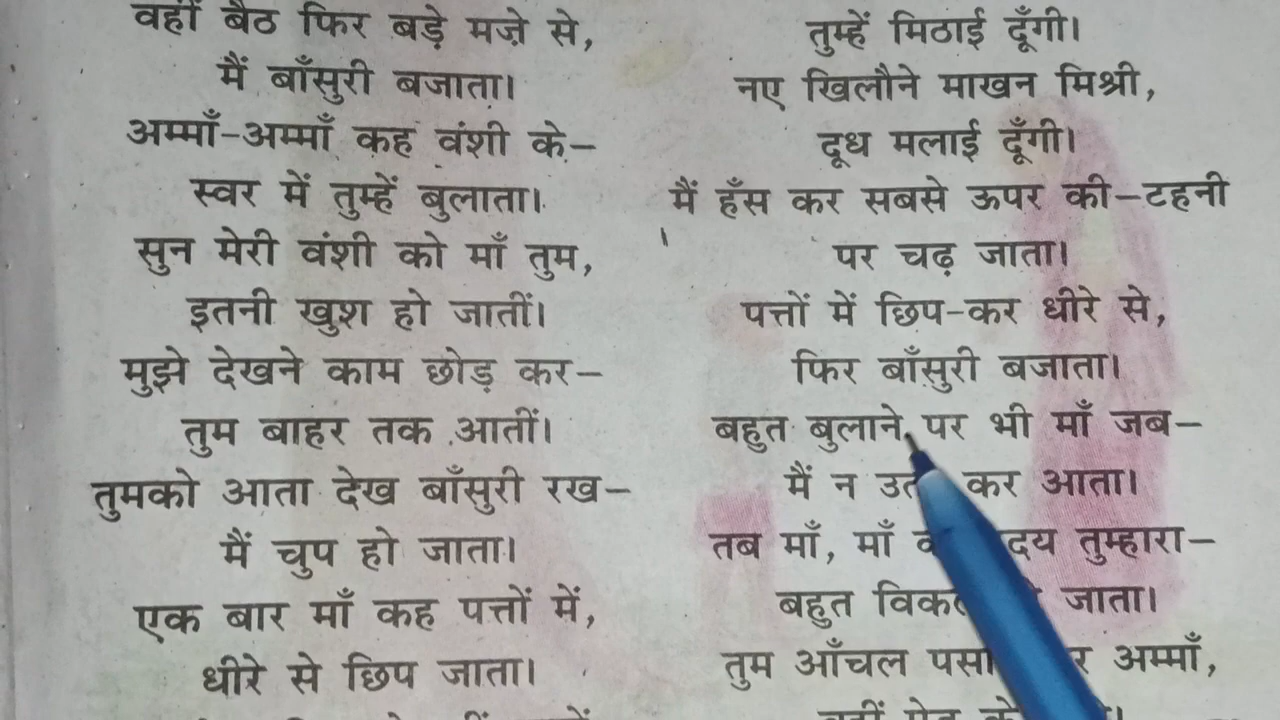 वहीं बैठ फिर बड़े मज़े से,
मैं बाँसुरी बजाता।
अम्माँ-अम्माँ कह वंशी के–
स्वर में तुम्हें बुलाता।
सुन मेरी वंशी को माँ तुम,
इतनी खुश हो जातीं।
मुझे देखने काम छोड़ कर–
तुम बाहर तक आतीं।
तुमको आता देख बाँसुरी रख–
मैं चुप हो जाता।
एक बार माँ कह पत्तों में,
धीरे से छिप जाता।
तुम्हें मिठाई दूँगी।
नए खिलौने माखन मिश्री,
दूध मलाई दूँगी।
मैं हँस कर सबसे ऊपर की–टहनी
पर चढ़ जाता।
पत्तों में छिप-कर धीरे से,
फिर बाँसुरी बजाता।
बहुत बुलाने पर भी माँ जब–
मैं न कर आता।
तब माँ, माँ तुम्हारा–
बहुत जाता।
तुम आँचल अम्माँ,